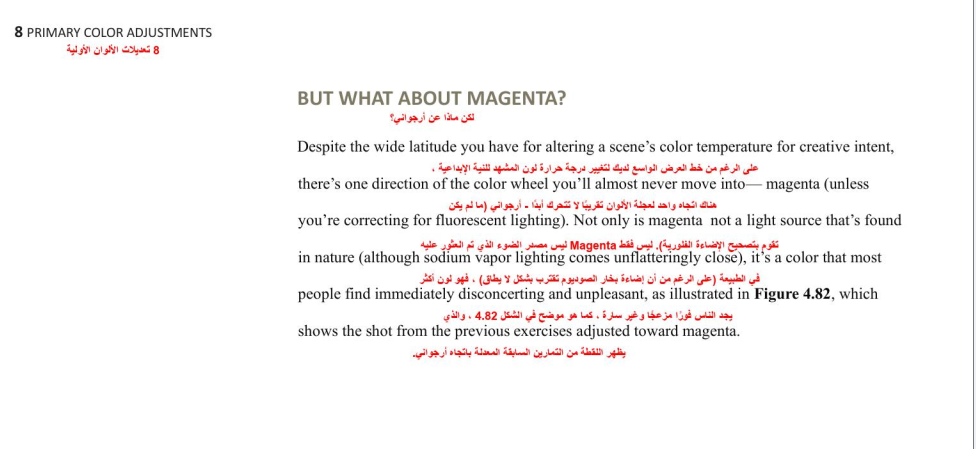 8 PRIMARY COLOR ADJUSTMENTS
8 تعديلات الألوان الأولية
BUT WHAT ABOUT MAGENTA?
لكن ماذا عن أرجواني؟
Despite the wide latitude you have for altering a scene’s color temperature for creative intent,
على الرغم من خط العرض الواسع لديك لتغيير درجة حرارة لون المشهد للنية الإبداعية ،
there’s one direction of the color wheel you’ll almost never move into— magenta (unless
هناك اتجاه واحد لعجلة الألوان تقريبًا لا تتحرك أبدًا - أرجواني (ما لم يكن
you’re correcting for fluorescent lighting). Not only is magenta not a light source that’s found
تقوم بتصحيح الإضاءة الفلورية). ليس فقط Magenta ليس مصدر الضوء الذي تم العثور عليه
in nature (although sodium vapor lighting comes unflatteringly close), it’s a color that most
في الطبيعة (على الرغم من أن إضاءة بخار الصوديوم تقترب بشكل لا يطاق) ، فهو لون أكثر
people find immediately disconcerting and unpleasant, as illustrated in Figure 4.82, which
يجد الناس فورًا مزعجًا وغير سارة ، كما هو موضح في الشكل 4.82 ، والذي
shows the shot from the previous exercises adjusted toward magenta.
يظهر اللقطة من التمارين السابقة المعدلة باتجاه أرجواني.